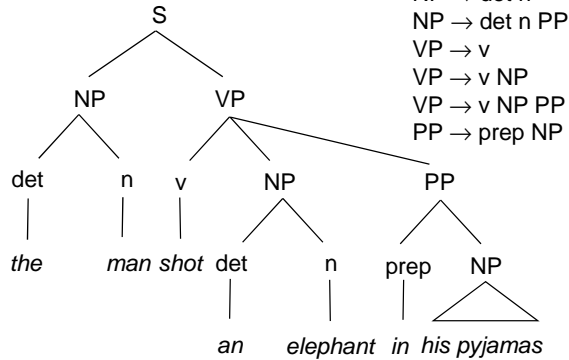 S
NP → det n PP
VP → v
VP → v NP
VP → v NP PP
PP → prep NP
NP VP
det n v NP PP
the man shot det n prep NP
an elephant in his pyjamas